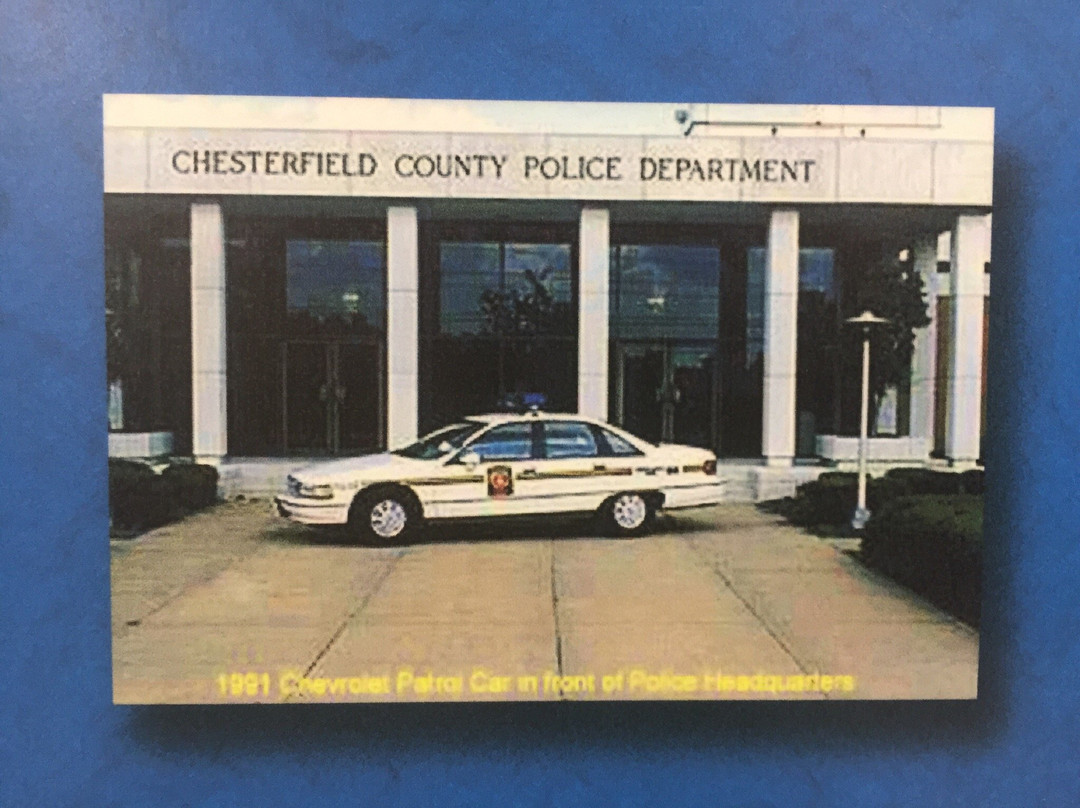 CHESTERFIELD COUNTY POLICE DEPARTMENT
1991 Chevrolet Patrol Car in front of Police Headquarters